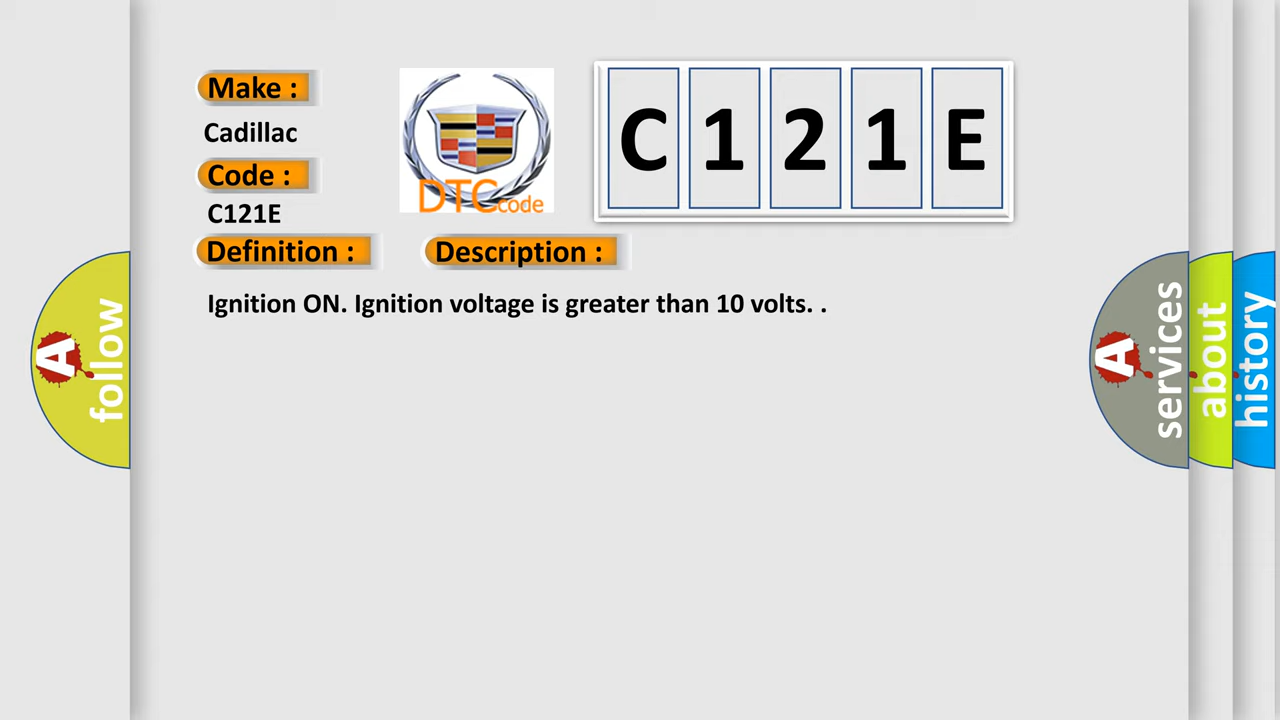 Make :
Cadillac
Code :
C121E
Definition :
Description :
Ignition ON. Ignition voltage is greater than 10 volts. .
DTC code
C 1 2 1 E
A follow
A services
about
history